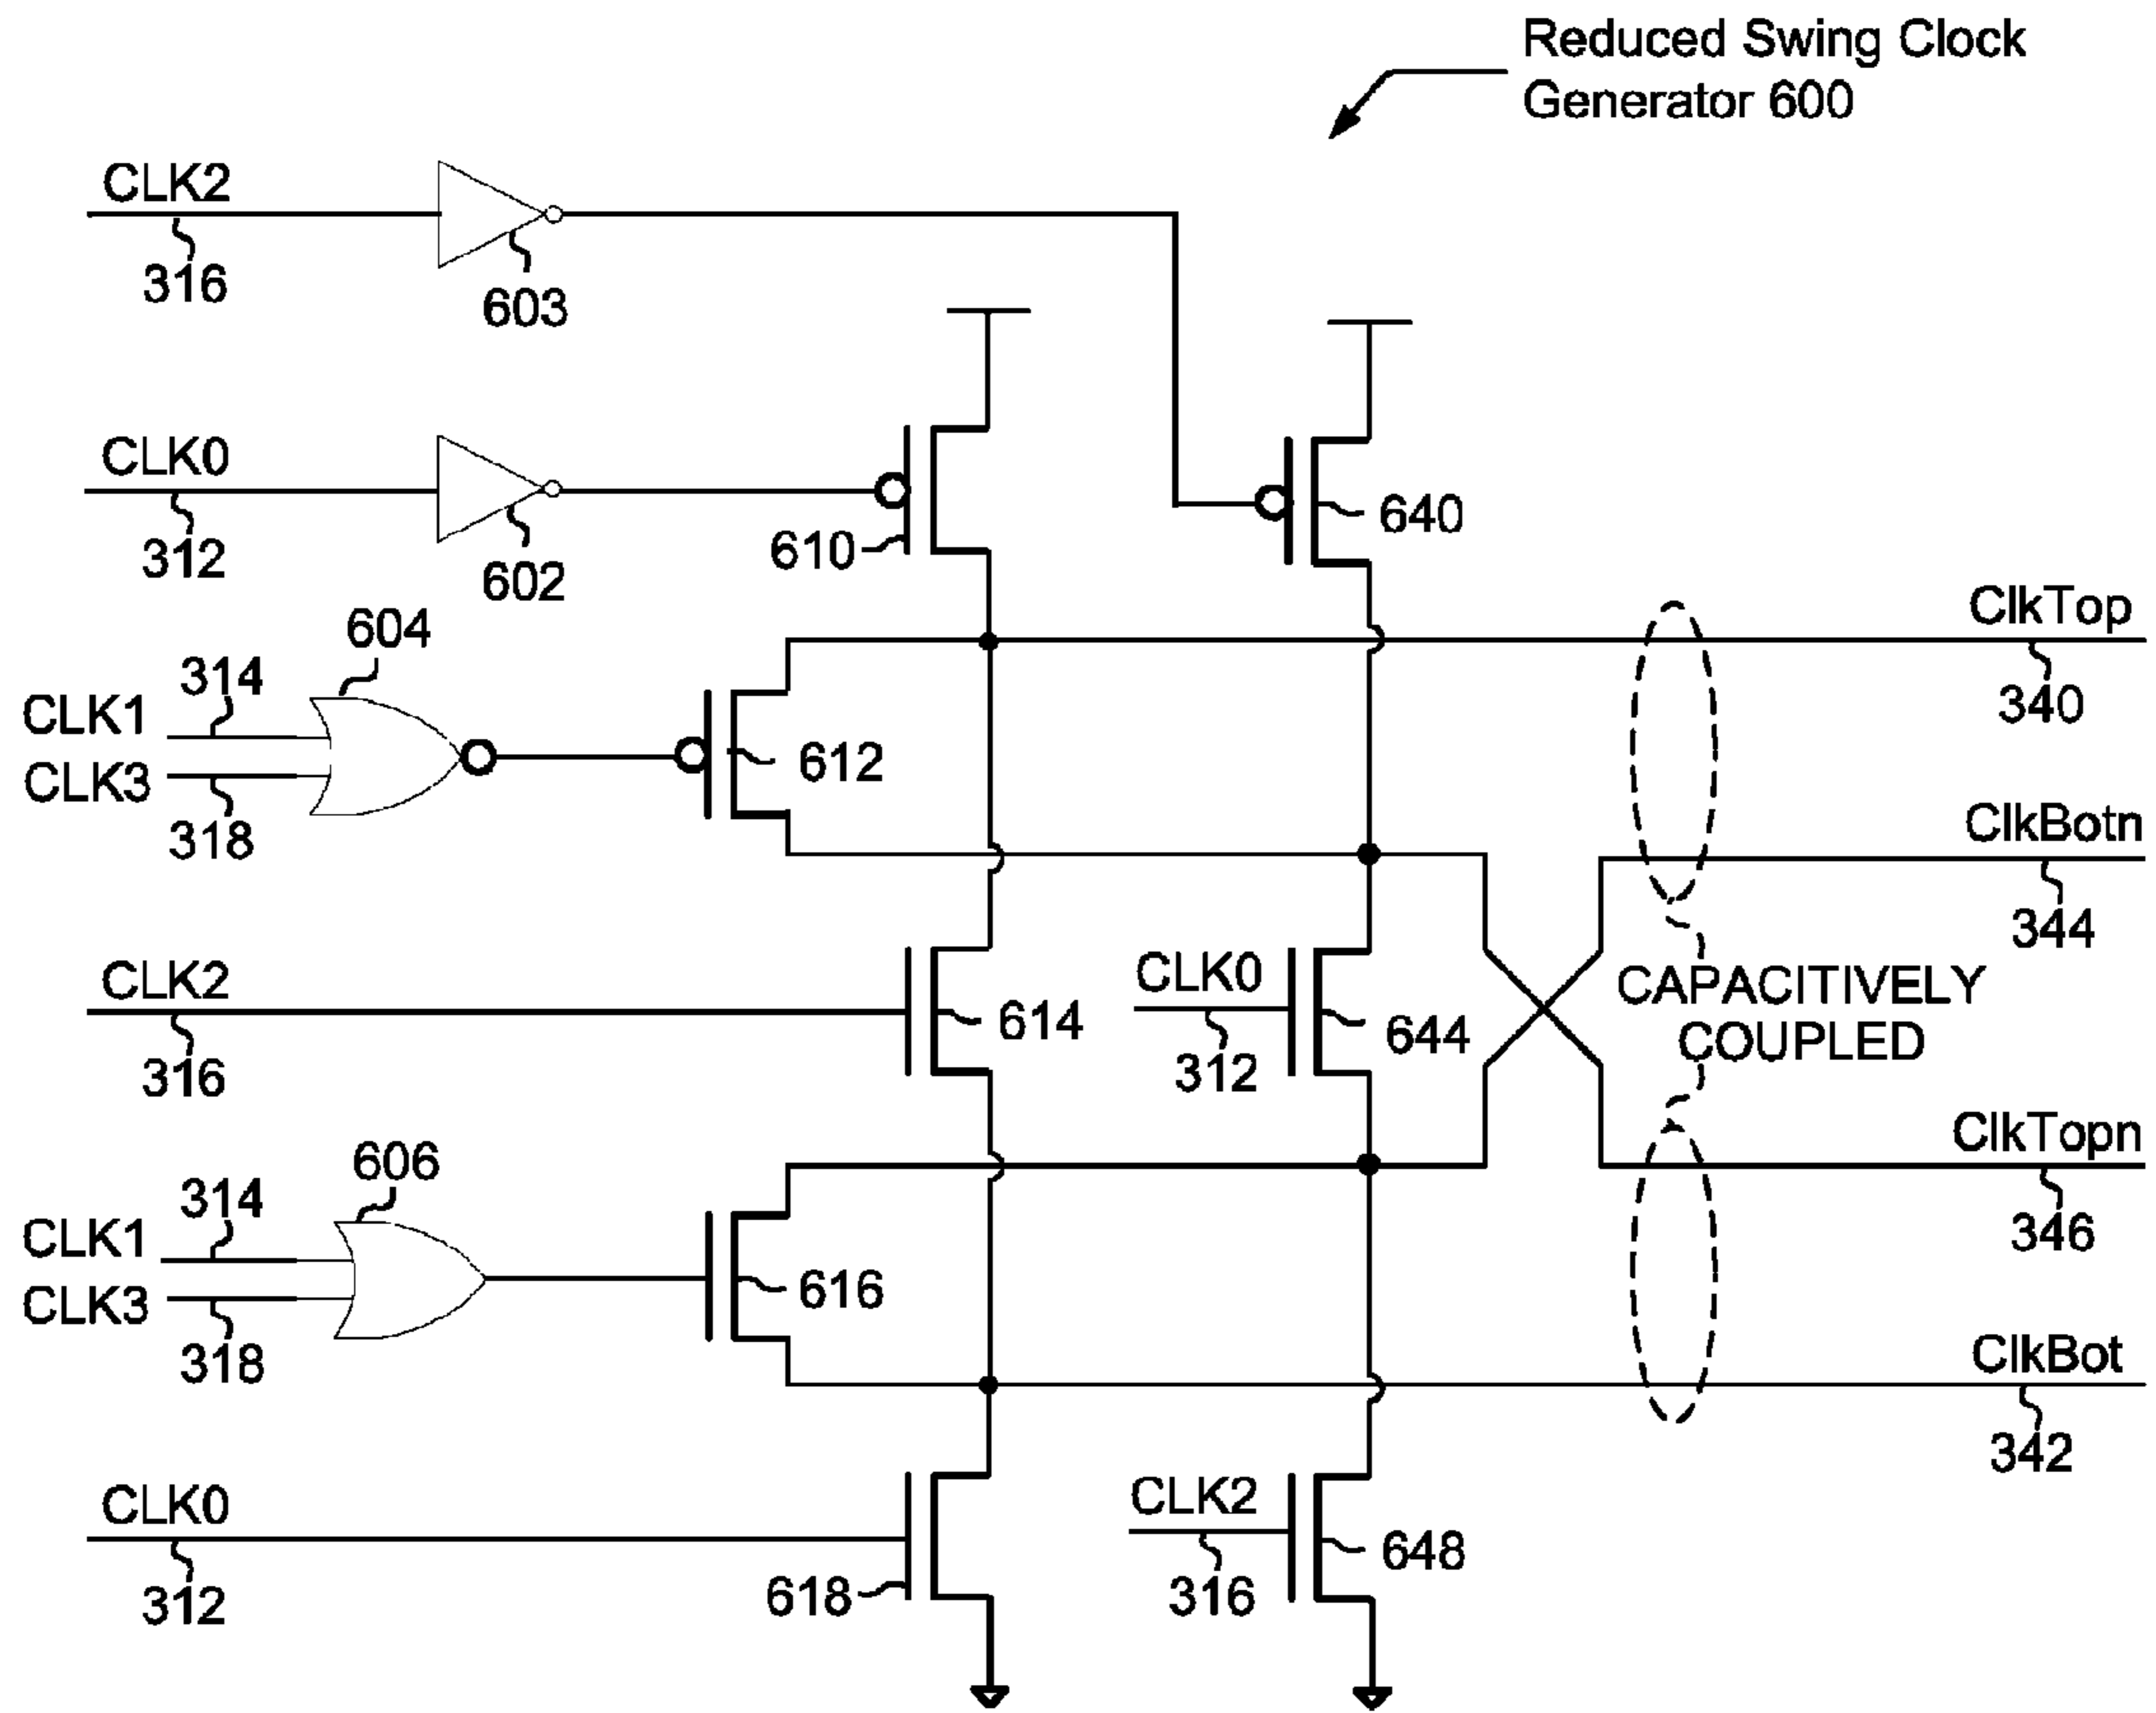 Reduced Swing Clock
Generator 600
CLK2
316
603
CLK0
312
602
610
640
ClkTop
340
604
314
CLK1
CLK3
318
612
ClkBotn
344
CAPACITIVELY
COUPLED
CLK2
316
614
CLK0
312
644
ClkTopn
346
606
314
CLK1
CLK3
318
616
ClkBot
342
CLK0
312
618
CLK2
316
648